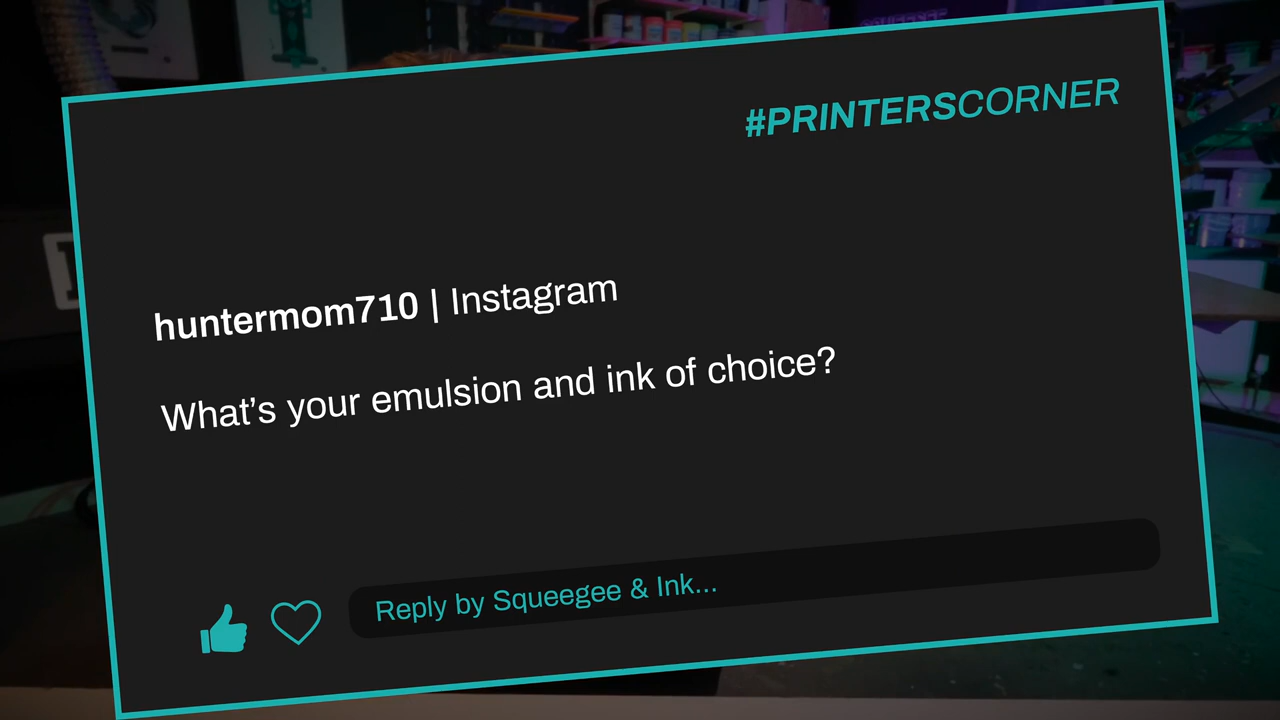 #PRINTERSCORNER
huntermom710 | Instagram
What’s your emulsion and ink of choice?
Reply by Squeegee & Ink...